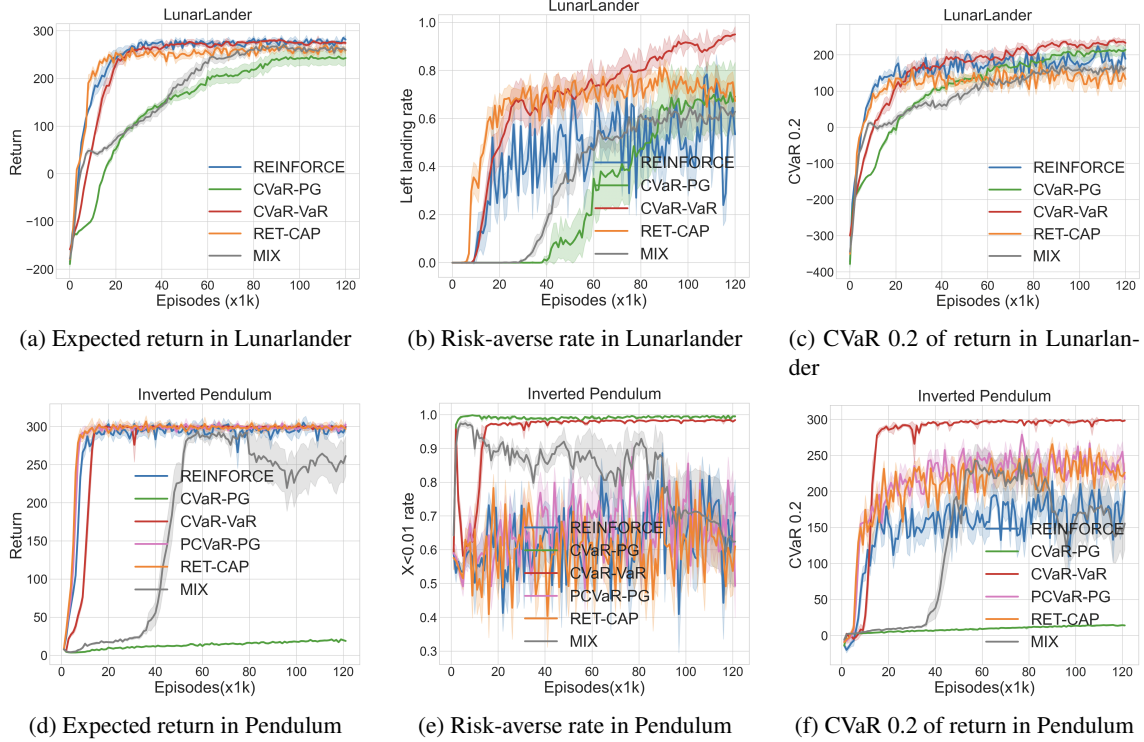 LunarLander
Return
300
200
100
0
−100
−200
REINFORCE
CVaR-PG
CVaR-VaR
RET-CAP
MIX
0 20 40 60 80 100 120
Episodes (x1k)
(a) Expected return in Lunarlander
LunarLander
Left landing rate
1.0
0.8
0.6
0.4
0.2
0.0
REINFORCE
CVaR-PG
CVaR-VaR
RET-CAP
MIX
0 20 40 60 80 100 120
Episodes (x1k)
(b) Risk-averse rate in Lunarlander
LunarLander
CVaR 0.2
200
100
0
−100
−200
−300
−400
REINFORCE
CVaR-PG
CVaR-VaR
RET-CAP
MIX
0 20 40 60 80 100 120
Episodes (x1k)
(c) CVaR 0.2 of return in Lunarlan-
der
Inverted Pendulum
Return
300
250
200
150
100
50
0
REINFORCE
CVaR-PG
CVaR-VaR
PCVaR-PG
RET-CAP
MIX
0 20 40 60 80 100 120
Episodes(x1k)
(d) Expected return in Pendulum
Inverted Pendulum
X<0.01 rate
1.0
0.9
0.8
0.7
0.6
0.5
0.4
0.3
REINFORCE
CVaR-PG
CVaR-VaR
PCVaR-PG
RET-CAP
MIX
0 20 40 60 80 100 120
Episodes(x1k)
(e) Risk-averse rate in Pendulum
Inverted Pendulum
CVaR 0.2
300
250
200
150
100
50
0
REINFORCE
CVaR-PG
CVaR-VaR
PCVaR-PG
RET-CAP
MIX
0 20 40 60 80 100 120
Episodes(x1k)
(f) CVaR 0.2 of return in Pendulum